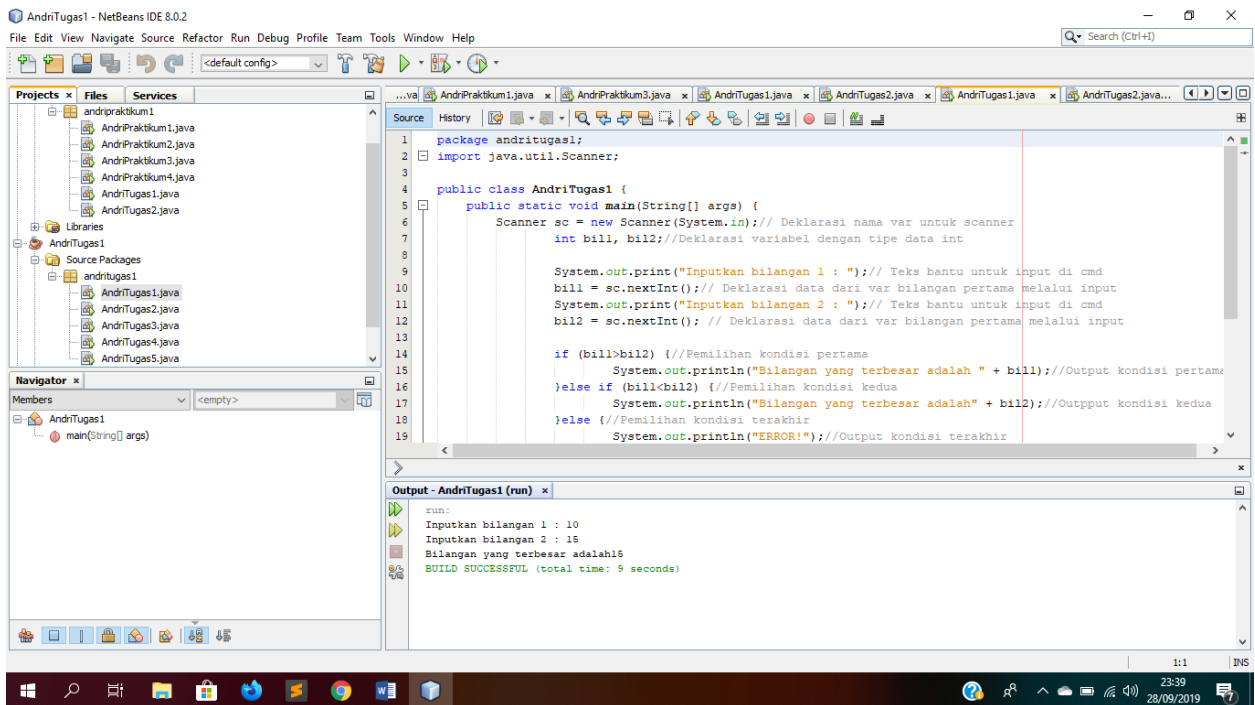 AndriTugas1 - NetBeans IDE 8.0.2
File Edit View Navigate Source Refactor Run Debug Profile Team Tools Window Help
Search (Ctrl+I)
<default config>
Projects Files Services
andripraktikum1
AndriPraktikum1.java
AndriPraktikum2.java
AndriPraktikum3.java
AndriPraktikum4.java
AndriTugas1.java
AndriTugas2.java
Libraries
AndriTugas1
Source Packages
andritugas1
AndriTugas1.java
AndriTugas2.java
AndriTugas3.java
AndriTugas4.java
AndriTugas5.java
Navigator
Members <empty>
AndriTugas1
main(String[] args)
...va AndriPraktikum1.java AndriPraktikum3.java AndriTugas1.java AndriTugas2.java AndriTugas1.java AndriTugas2.java...
Source History
1 package andritugas1;
2 import java.util.Scanner;
3
4 public class AndriTugas1 {
5 public static void main(String[] args) {
6 Scanner sc = new Scanner(System.in);// Deklarasi nama var untuk scanner
7 int bil1, bil2;//Deklarasi variabel dengan tipe data int
8
9 System.out.print("Inputkan bilangan 1 : ");// Teks bantu untuk input di cmd
10 bil1 = sc.nextInt();// Deklarasi data dari var bilangan pertama melalui input
11 System.out.print("Inputkan bilangan 2 : ");// Teks bantu untuk input di cmd
12 bil2 = sc.nextInt(); // Deklarasi data dari var bilangan pertama melalui input
13
14 if (bil1>bil2) {//Pemilihan kondisi pertama
15 System.out.println("Bilangan yang terbesar adalah " + bil1);//Output kondisi pertama
16 }else if (bil1<bil2) {//Pemilihan kondisi kedua
17 System.out.println("Bilangan yang terbesar adalah" + bil2);//Outpput kondisi kedua
18 }else {//Pemilihan kondisi terakhir
19 System.out.println("ERROR!");//Output kondisi terakhir
Output - AndriTugas1 (run)
run:
Inputkan bilangan 1 : 10
Inputkan bilangan 2 : 15
Bilangan yang terbesar adalah15
BUILD SUCCESSFUL (total time: 9 seconds)
1:1 INS
23:39
28/09/2019